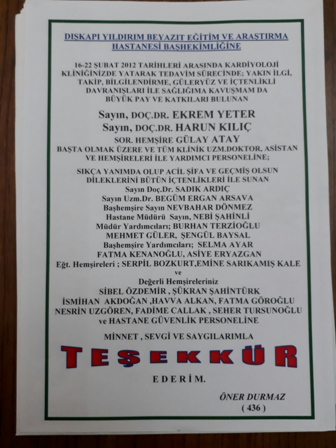 DIŞKAPI YILDIRIM BEYAZIT EĞİTİM VE ARAŞTIRMA
HASTANESİ BAŞHEKİMLİĞİNE
16-22 ŞUBAT 2012 TARİHLERİ ARASINDA KARDİYOLOJİ
KLİNİĞİNİZDE YATARAK TEDAVİM SÜRECİNDE; YAKIN İLGİ,
TAKİP, BİLGİLENDİRME, GÜLERYÜZ VE İÇTENLİKLİ
DAVRANIŞLARI İLE SAĞLIĞIMA KAVUŞMAM DA
BÜYÜK PAY VE KATKILARI BULUNAN
Sayın, DOÇ.DR. EKREM YETER
Sayın, DOÇ.DR. HARUN KILIÇ
SOR. HEMŞİRE GÜLAY ATAY
BAŞTA OLMAK ÜZERE VE TÜM KLİNİK UZM.DOKTOR, ASİSTAN
VE HEMŞİRELERİ İLE YARDIMCI PERSONELİNE;
SIKÇA YANIMDA OLUP ACİL ŞİFA VE GEÇMİŞ OLSUN
DİLEKLERİNİ BÜTÜN İÇTENLİKLERİ İLE SUNAN
Sayın Doç.Dr. SADIK ARDIÇ
Sayın Uzm.Dr. BEGÜM ERGAN ARSAVA
Başhemşire Sayın NEVBAHAR DÖNMEZ
Hastane Müdürü Sayın, NEBİ ŞAHİNLİ
Müdür Yardımcıları; BURHAN TERZİOĞLU
MEHMET GÜLER, ŞENGÜL BAYSAL
Başhemşire Yardımcıları; SELMA AYAR
FATMA KENANOĞLU, ASİYE ERYAZGAN
Eğt. Hemşireleri ; SERPİL BOZKURT,EMİNE SARIKAMIŞ KALE
ve
Değerli Hemşireleriniz
SİBEL ÖZDEMİR , ŞÜKRAN ŞAHİNTÜRK
İSMİHAN AKDOĞAN ,HAVVA ALKAN, FATMA GÖROĞLU
NESRİN UZGÖREN, FADİME CALLAK , SEHER TURSUNOĞLU
ve HASTANE GÜVENLİK PERSONELİNE
MİNNET , SEVGİ VE SAYGILARIMLA
TEŞEKKÜR
EDERİM.
ÖNER DURMAZ
( 436 )